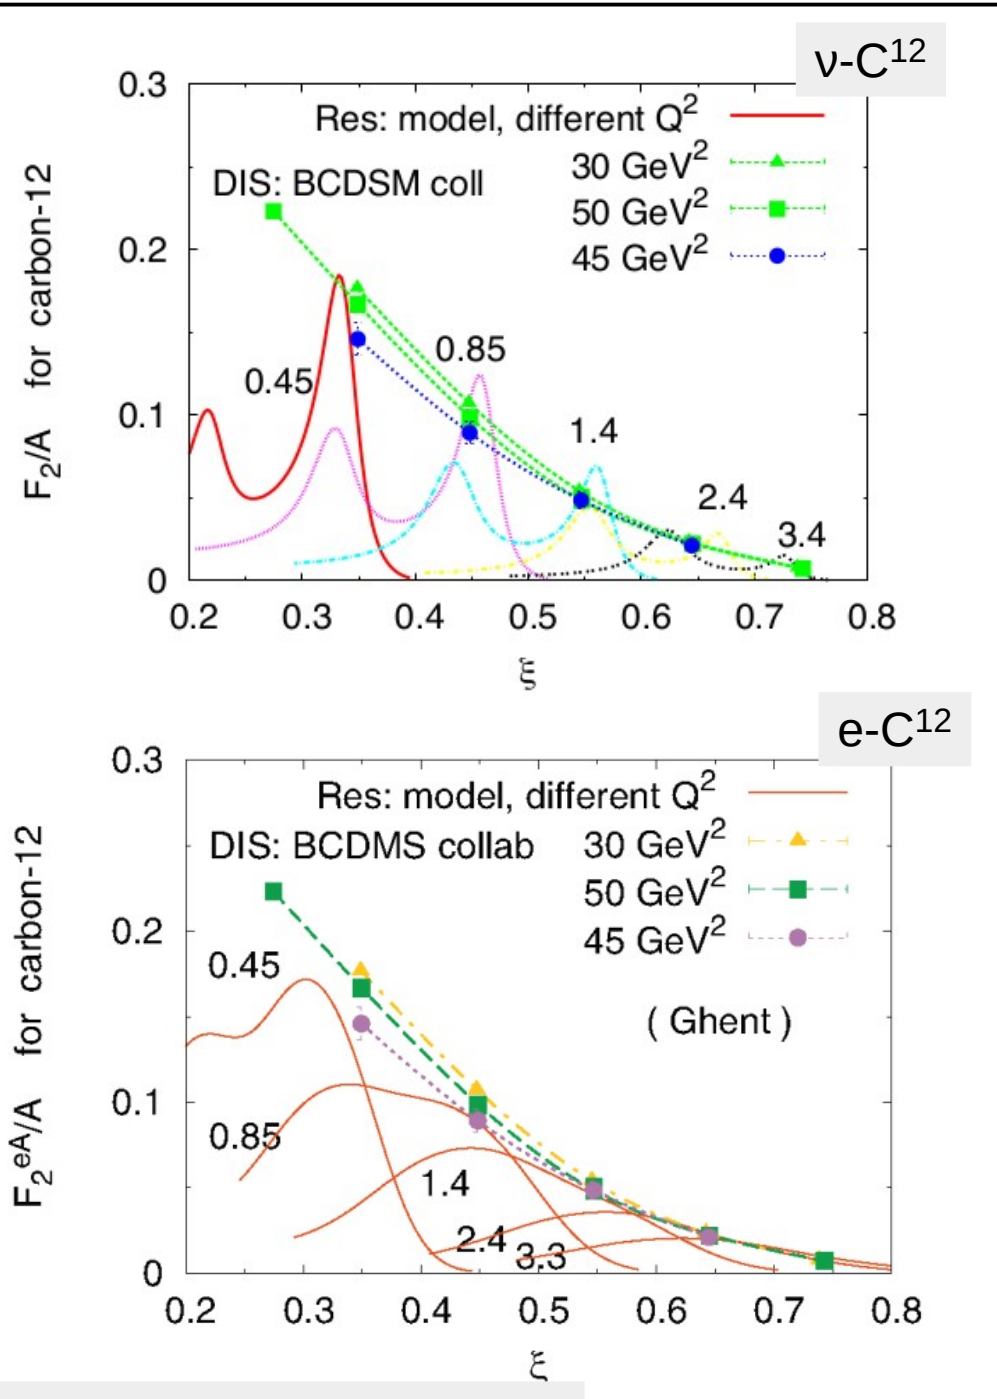 ν-C¹²
0.3
Res: model, different Q²
30 GeV²
DIS: BCDSM coll
50 GeV²
45 GeV²
0.2
0.85
0.45
1.4
0.1
2.4
3.4
0
0.2 0.3 0.4 0.5 0.6 0.7 0.8
ξ
F₂/A for carbon-12
e-C¹²
0.3
Res: model, different Q²
DIS: BCDMS collab
30 GeV²
50 GeV²
45 GeV²
0.2
0.45
( Ghent )
0.1
0.85
1.4
2.4
3.3
0
0.2 0.3 0.4 0.5 0.6 0.7 0.8
ξ
F₂ᵉᴬ/A for carbon-12